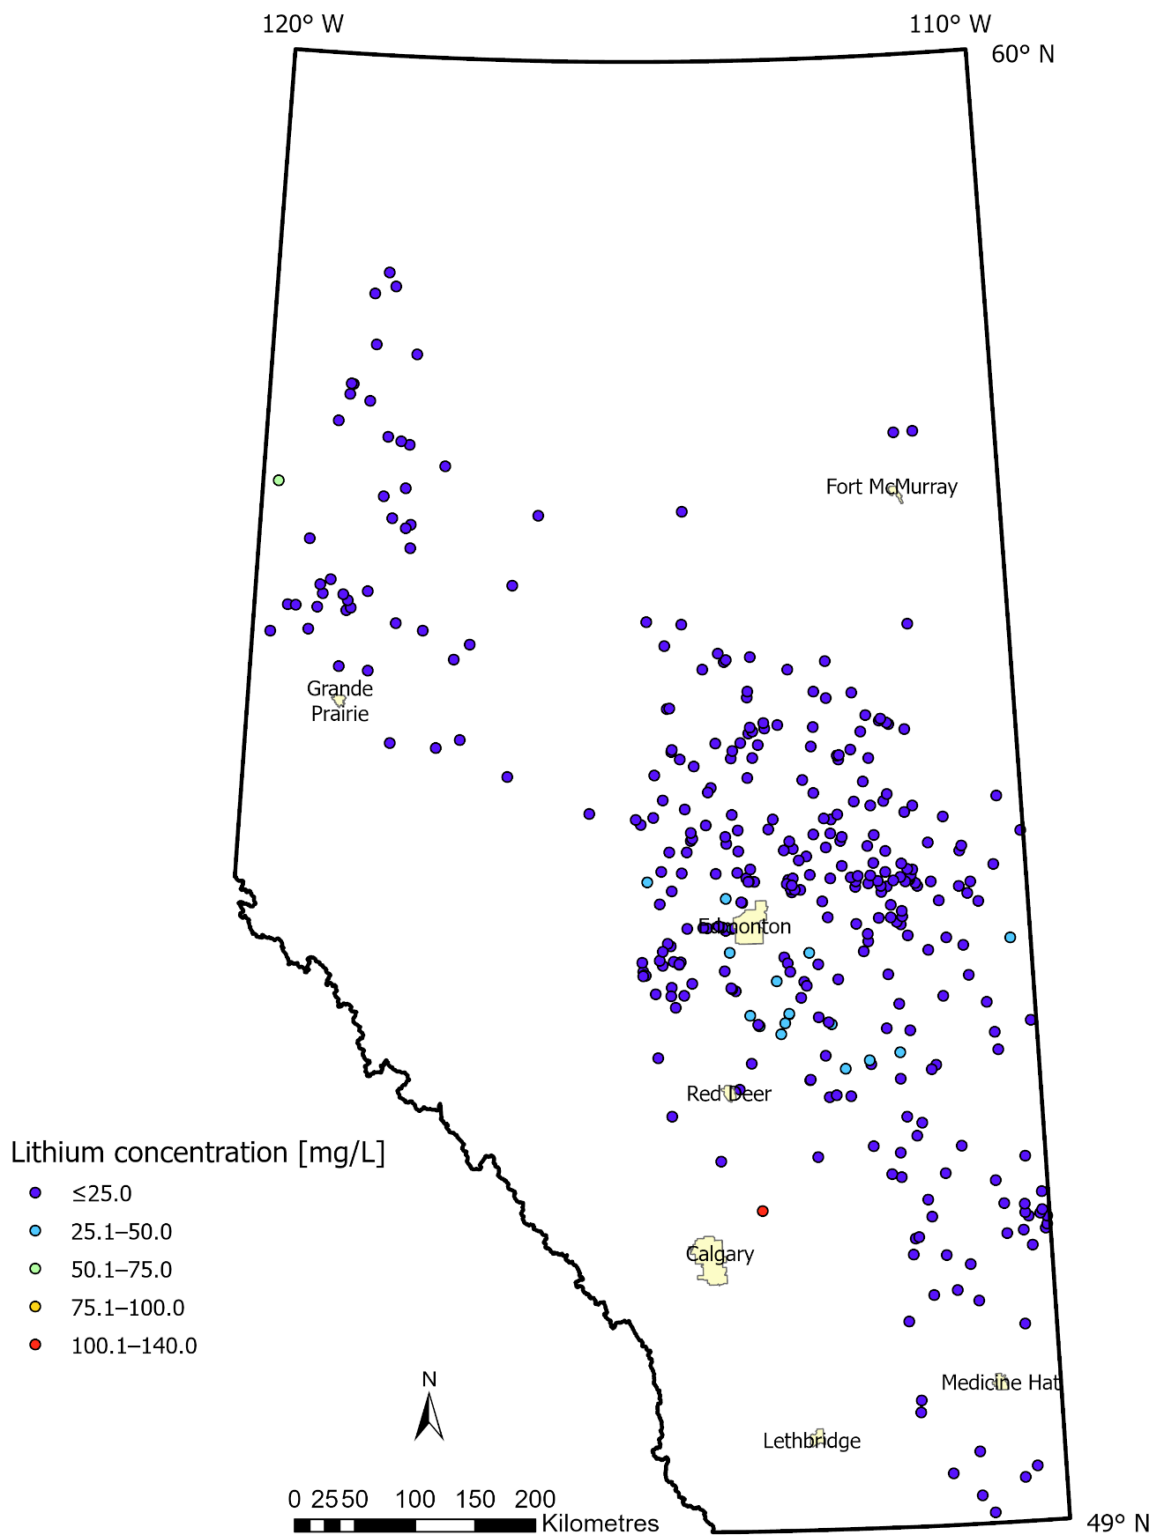 120° W
110° W
60° N
Fort McMurray
Grande
Prairie
Edmonton
Red Deer
Lithium concentration [mg/L]
≤25.0
25.1–50.0
50.1–75.0
75.1–100.0
100.1–140.0
Calgary
N
Medicine Hat
Lethbridge
0 25 50 100 150 200
Kilometres
49° N